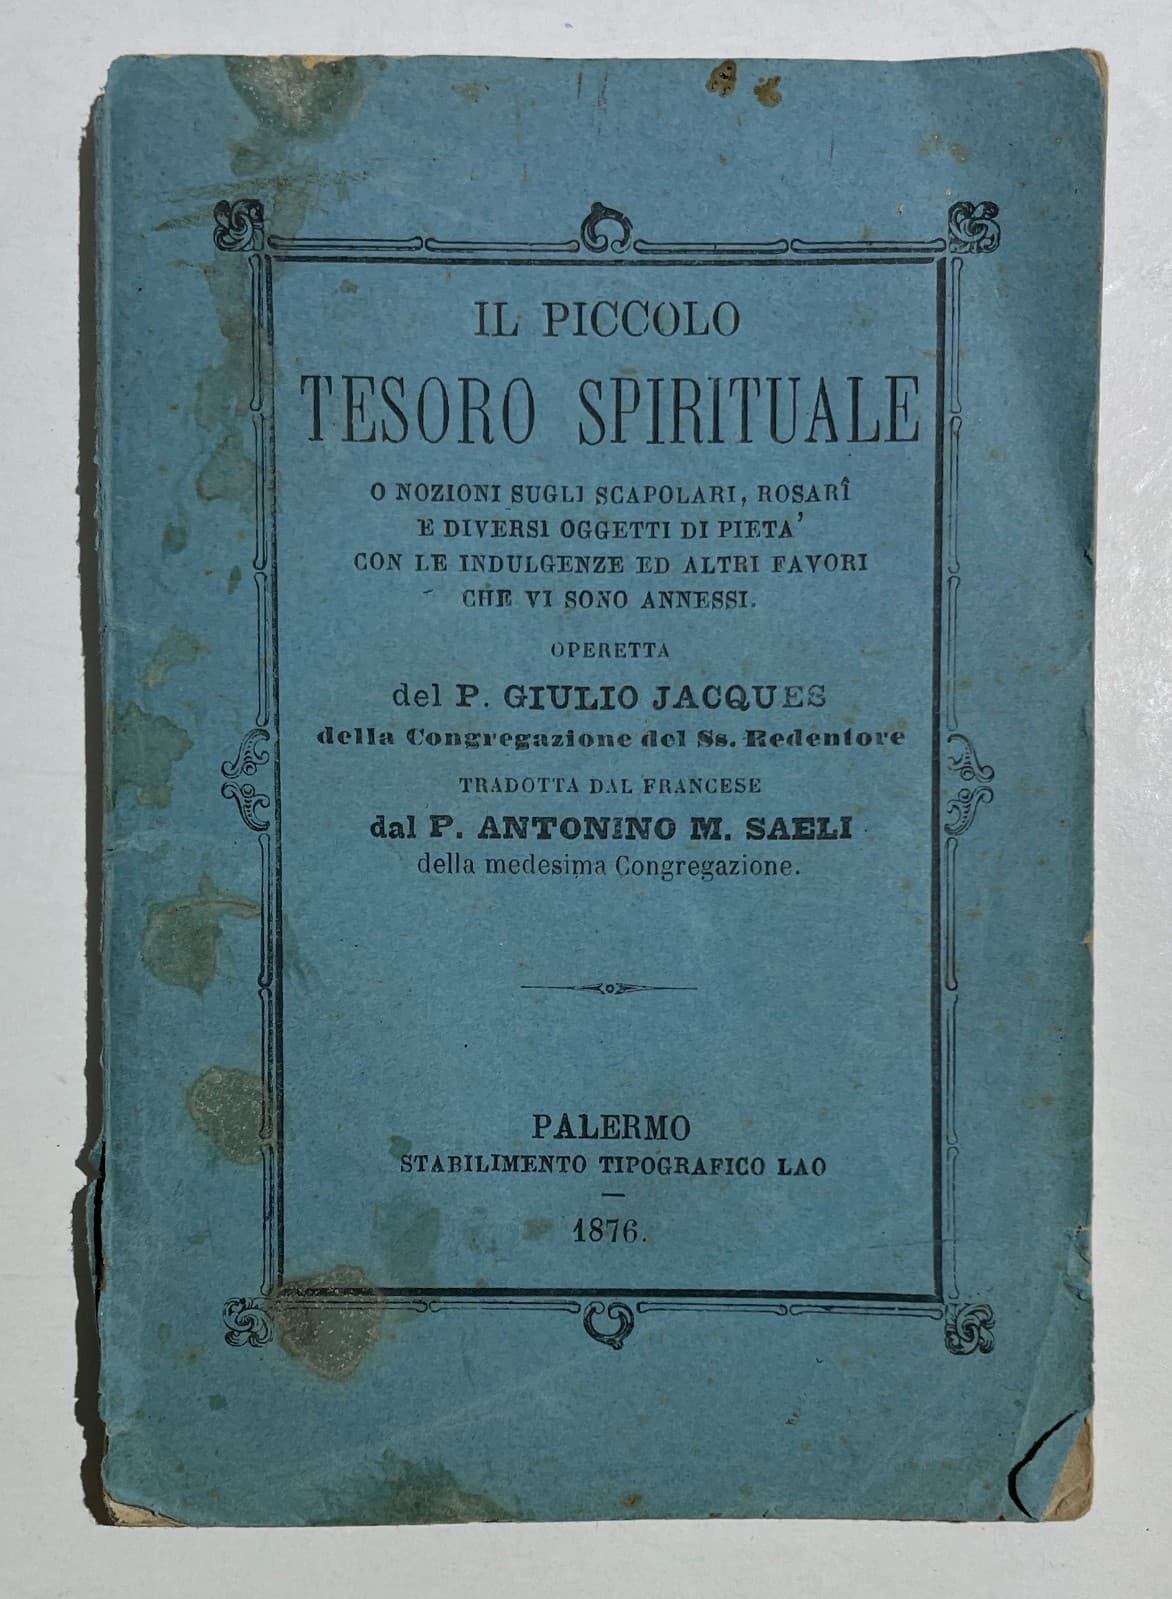 IL PICCOLO
TESORO SPIRITUALE
O NOZIONI SUGLI SCAPOLARI, ROSARÎ
E DIVERSI OGGETTI DI PIETA'
CON LE INDULGENZE ED ALTRI FAVORI
CHE VI SONO ANNESSI.
OPERETTA
del P. GIULIO JACQUES
della Congregazione del Ss. Redentore
TRADOTTA DAL FRANCESE
dal P. ANTONINO M. SAELI
della medesima Congregazione.
PALERMO
STABILIMENTO TIPOGRAFICO LAO
—
1876.